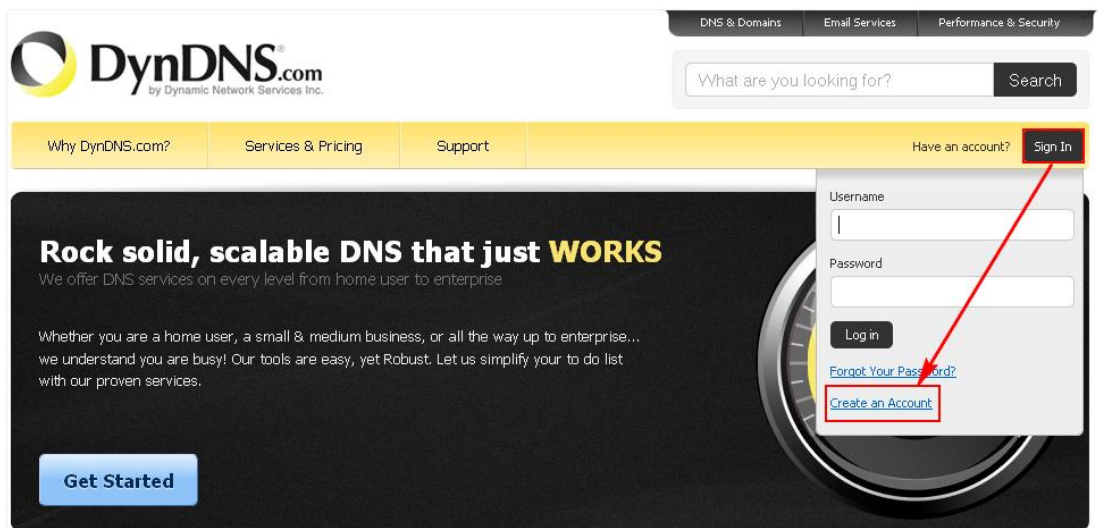 DNS & Domains Email Services Performance & Security
DynDNS.com
by Dynamic Network Services Inc.
What are you looking for? Search
Why DynDNS.com? Services & Pricing Support Have an account? Sign In
Username
Password
Log in
Forgot Your Password?
Create an Account
Rock solid, scalable DNS that just WORKS
We offer DNS services on every level from home user to enterprise
Whether you are a home user, a small & medium business, or all the way up to enterprise...
we understand you are busy! Our tools are easy, yet Robust. Let us simplify your to do list
with our proven services.
Get Started